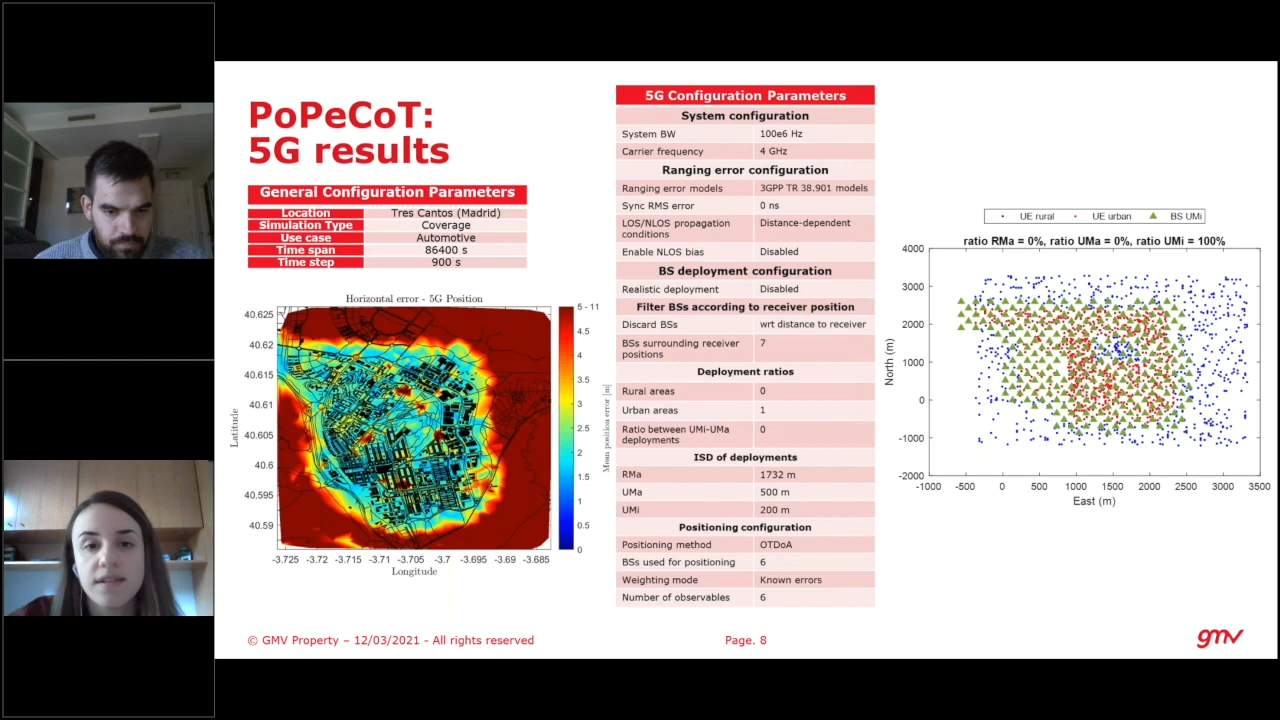 PoPeCoT:
5G results
General Configuration Parameters
Location Tres Cantos (Madrid)
Simulation Type Coverage
Use case Automotive
Time span 86400 s
Time step 900 s
Horizontal error - 5G Position
40.625
40.62
40.615
40.61
40.605
40.6
40.595
40.59
Latitude
-3.725 -3.72 -3.715 -3.71 -3.705 -3.7 -3.695 -3.69 -3.685
Longitude
5 - 11
4.5
4
3.5
3
2.5
2
1.5
1
0.5
0
Mean position error [m]
5G Configuration Parameters
System configuration
System BW 100e6 Hz
Carrier frequency 4 GHz
Ranging error configuration
Ranging error models 3GPP TR 38.901 models
Sync RMS error 0 ns
LOS/NLOS propagation
conditions Distance-dependent
Enable NLOS bias Disabled
BS deployment configuration
Realistic deployment Disabled
Filter BSs according to receiver position
Discard BSs wrt distance to receiver
BSs surrounding receiver
positions 7
Deployment ratios
Rural areas 0
Urban areas 1
Ratio between UMi-UMa
deployments 0
ISD of deployments
RMa 1732 m
UMa 500 m
UMi 200 m
Positioning configuration
Positioning method OTDoA
BSs used for positioning 6
Weighting mode Known errors
Number of observables 6
UE rural UE urban BS UMi
ratio RMa = 0%, ratio UMa = 0%, ratio UMi = 100%
4000
3000
2000
1000
0
-1000
-2000
North (m)
-1000 -500 0 500 1000 1500 2000 2500 3000 3500
East (m)
© GMV Property – 12/03/2021 - All rights reserved
Page. 8
gmv